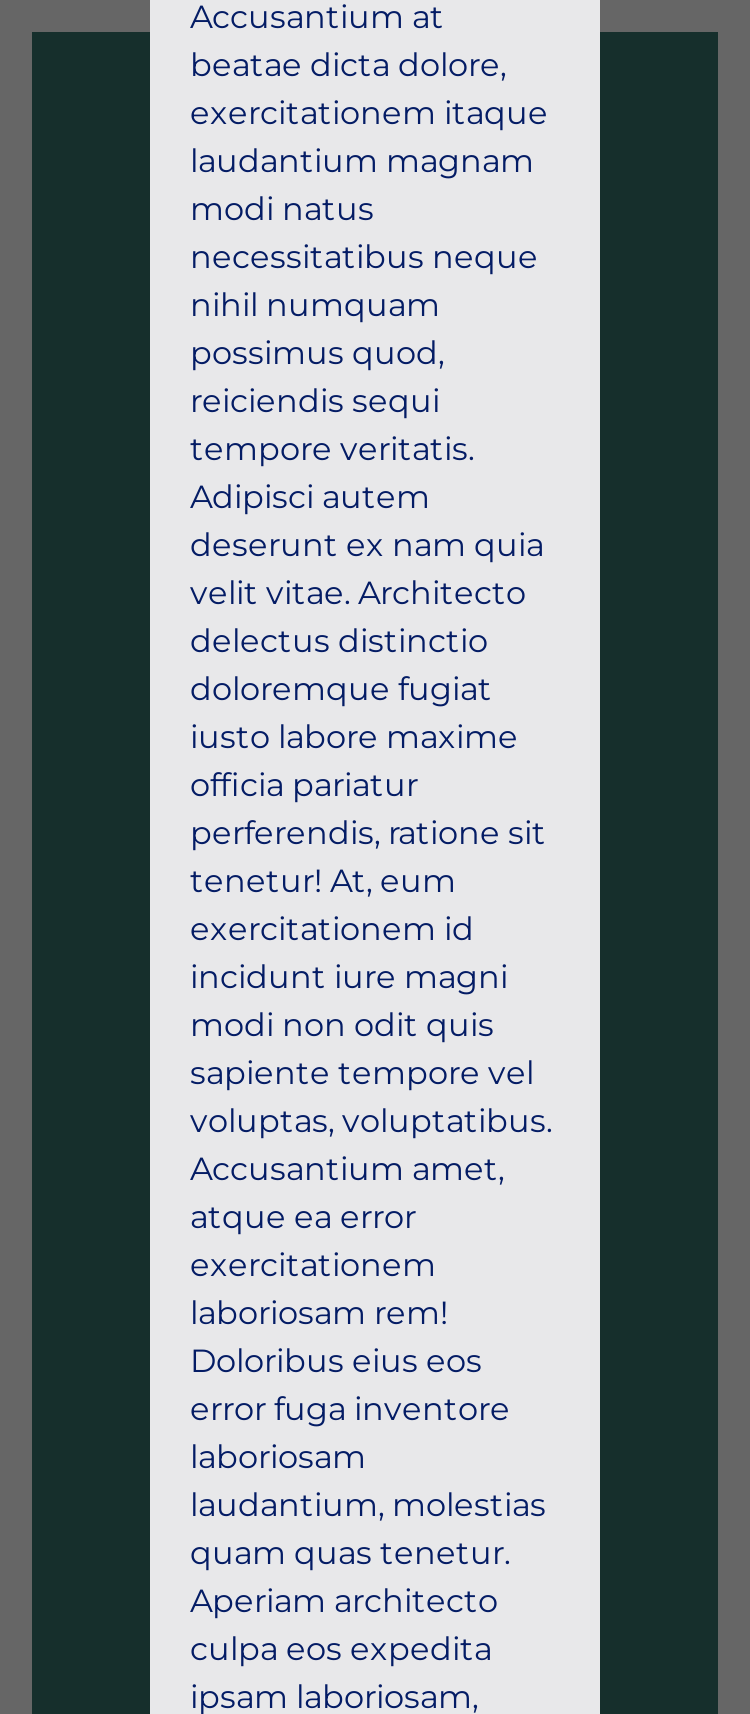 Accusantium at
beatae dicta dolore,
exercitationem itaque
laudantium magnam
modi natus
necessitatibus neque
nihil numquam
possimus quod,
reiciendis sequi
tempore veritatis.
Adipisci autem
deserunt ex nam quia
velit vitae. Architecto
delectus distinctio
doloremque fugiat
iusto labore maxime
officia pariatur
perferendis, ratione sit
tenetur! At, eum
exercitationem id
incidunt iure magni
modi non odit quis
sapiente tempore vel
voluptas, voluptatibus.
Accusantium amet,
atque ea error
exercitationem
laboriosam rem!
Doloribus eius eos
error fuga inventore
laboriosam
laudantium, molestias
quam quas tenetur.
Aperiam architecto
culpa eos expedita
ipsam laboriosam,